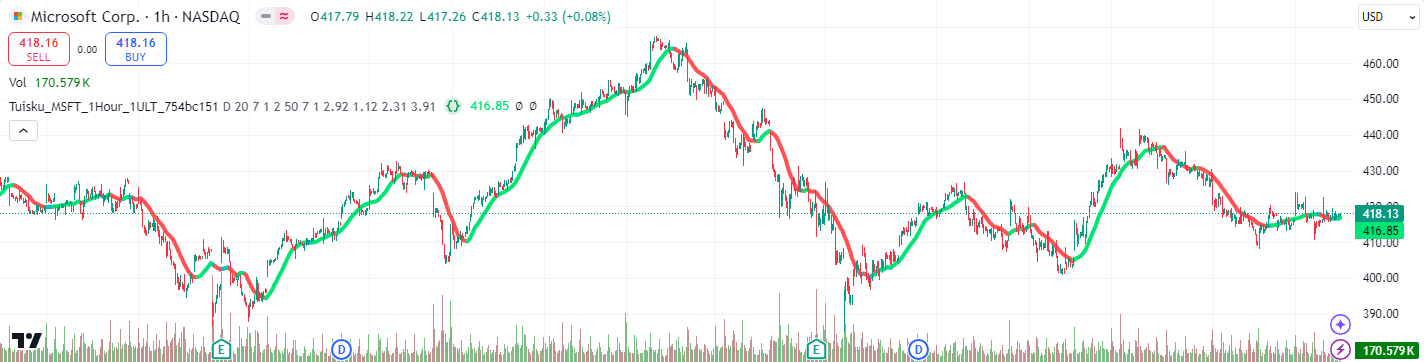 Microsoft Corp. · 1h · NASDAQ O417.79 H418.22 L417.26 C418.13 +0.33 (+0.08%) USD
418.16 0.00 418.16
SELL BUY
Vol 170.579 K
Tuisku_MSFT_1Hour_1ULT_754bc151 D 20 7 1 2 50 7 1 2.92 1.12 2.31 3.91 {} 416.85 Ø Ø
460.00
450.00
440.00
430.00
418.13
416.85
410.00
400.00
390.00
E D E D
170.579 K